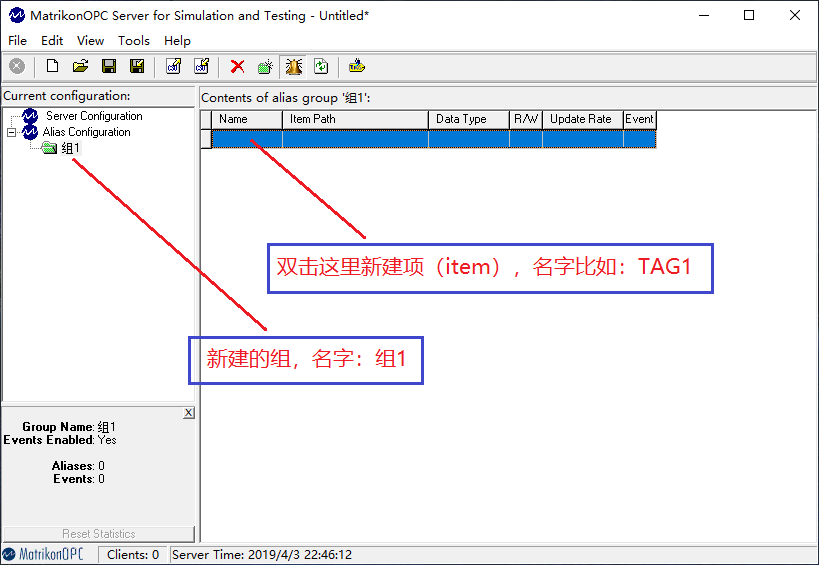 MatrikonOPC Server for Simulation and Testing - Untitled*
File Edit View Tools Help
Current configuration:
Server Configuration
Alias Configuration
组1
Contents of alias group '组1':
Name Item Path Data Type R/W Update Rate Event
双击这里新建项（item），名字比如：TAG1
新建的组，名字：组1
X
Group Name: 组1
Events Enabled: Yes
Aliases: 0
Events: 0
Reset Statistics
MatrikonOPC Clients: 0 Server Time: 2019/4/3 22:46:12